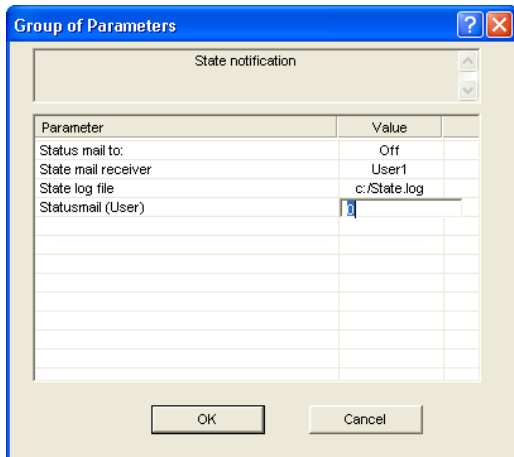 Group of Parameters
State notification
Parameter Value
Status mail to: Off
State mail receiver User1
State log file c:/State.log
Statusmail (User) 0
OK Cancel